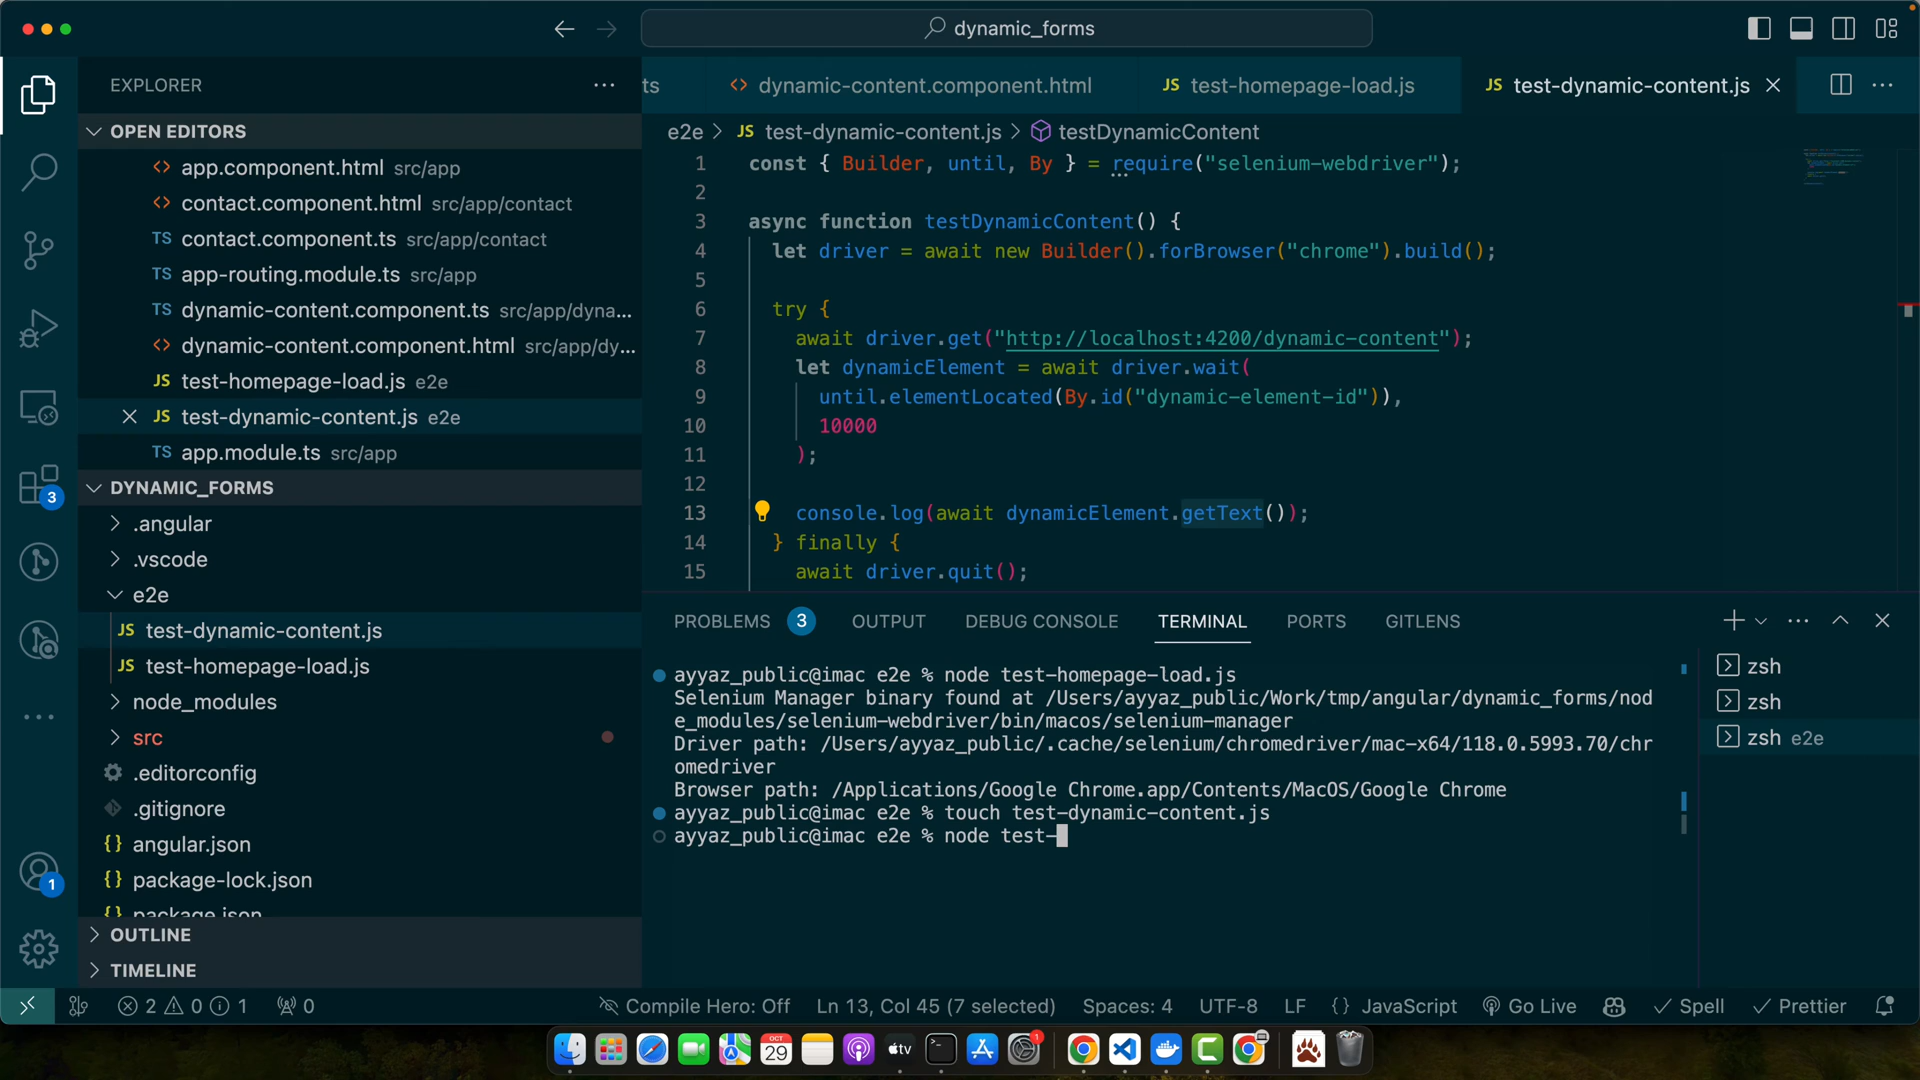 dynamic_forms
EXPLORER
OPEN EDITORS
app.component.html src/app
contact.component.html src/app/contact
TS contact.component.ts src/app/contact
TS app-routing.module.ts src/app
TS dynamic-content.component.ts src/app/dyna...
dynamic-content.component.html src/app/dy...
JS test-homepage-load.js e2e
JS test-dynamic-content.js e2e
TS app.module.ts src/app
DYNAMIC_FORMS
.angular
.vscode
e2e
JS test-dynamic-content.js
JS test-homepage-load.js
node_modules
src
.editorconfig
.gitignore
{} angular.json
{} package-lock.json
{} package.json
OUTLINE
TIMELINE
3
1
ts
<> dynamic-content.component.html
JS test-homepage-load.js
JS test-dynamic-content.js
e2e > JS test-dynamic-content.js > testDynamicContent
1 const { Builder, until, By } = require("selenium-webdriver");
2
3 async function testDynamicContent() {
4 let driver = await new Builder().forBrowser("chrome").build();
5
6 try {
7 await driver.get("http://localhost:4200/dynamic-content");
8 let dynamicElement = await driver.wait(
9 until.elementLocated(By.id("dynamic-element-id")),
10 10000
11 );
12
13 console.log(await dynamicElement.getText());
14 } finally {
15 await driver.quit();
PROBLEMS 3 OUTPUT DEBUG CONSOLE TERMINAL PORTS GITLENS
ayyaz_public@imac e2e % node test-homepage-load.js
Selenium Manager binary found at /Users/ayyaz_public/Work/tmp/angular/dynamic_forms/nod
e_modules/selenium-webdriver/bin/macos/selenium-manager
Driver path: /Users/ayyaz_public/.cache/selenium/chromedriver/mac-x64/118.0.5993.70/chr
omedriver
Browser path: /Applications/Google Chrome.app/Contents/MacOS/Google Chrome
ayyaz_public@imac e2e % touch test-dynamic-content.js
ayyaz_public@imac e2e % node test-
zsh
zsh
zsh e2e
2 0 1 0 Compile Hero: Off Ln 13, Col 45 (7 selected) Spaces: 4 UTF-8 LF {} JavaScript Go Live Spell Prettier
OCT
29
tv
1